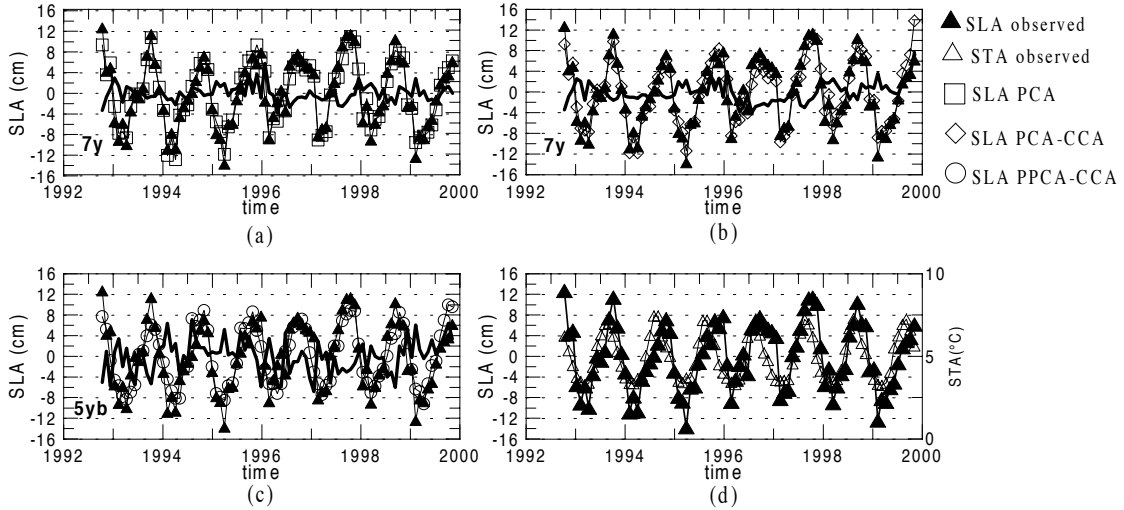 16
12
8
4
0
-4
-8
-12
-16
SLA (cm)
7y
1992 1994 1996 1998 2000
time
(a)
16
12
8
4
0
-4
-8
-12
-16
SLA (cm)
7y
1992 1994 1996 1998 2000
time
(b)
SLA observed
STA observed
SLA PCA
SLA PCA-CCA
SLA PPCA-CCA
16
12
8
4
0
-4
-8
-12
-16
SLA (cm)
5yb
1992 1994 1996 1998 2000
time
(c)
16
12
8
4
0
-4
-8
-12
-16
SLA (cm)
10
5
0
STA(°C)
1992 1994 1996 1998 2000
time
(d)